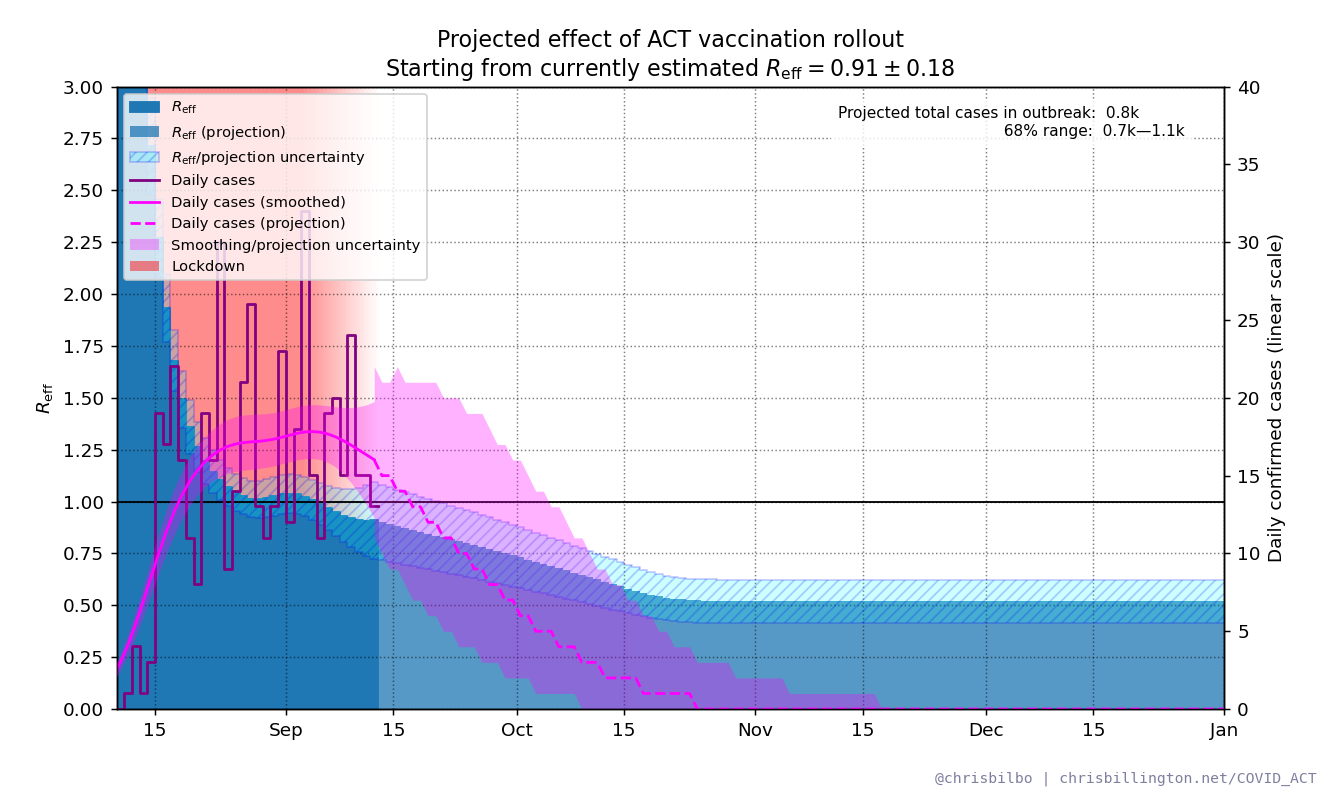 Projected effect of ACT vaccination rollout
Starting from currently estimated R_eff = 0.91 ± 0.18
Projected total cases in outbreak: 0.8k
68% range: 0.7k—1.1k
R_eff
R_eff (projection)
R_eff/projection uncertainty
Daily cases
Daily cases (smoothed)
Daily cases (projection)
Smoothing/projection uncertainty
Lockdown
3.00
2.75
2.50
2.25
2.00
1.75
1.50
1.25
1.00
0.75
0.50
0.25
0.00
R_eff
40
35
30
25
20
15
10
5
0
Daily confirmed cases (linear scale)
15 Sep 15 Oct 15 Nov 15 Dec 15 Jan
@chrisbilbo | chrisbillington.net/COVID_ACT